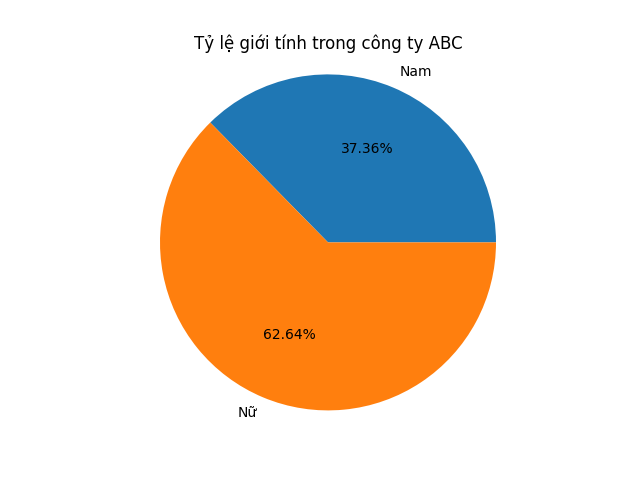 Tỷ lệ giới tính trong công ty ABC
Nam
37.36%
62.64%
Nữ